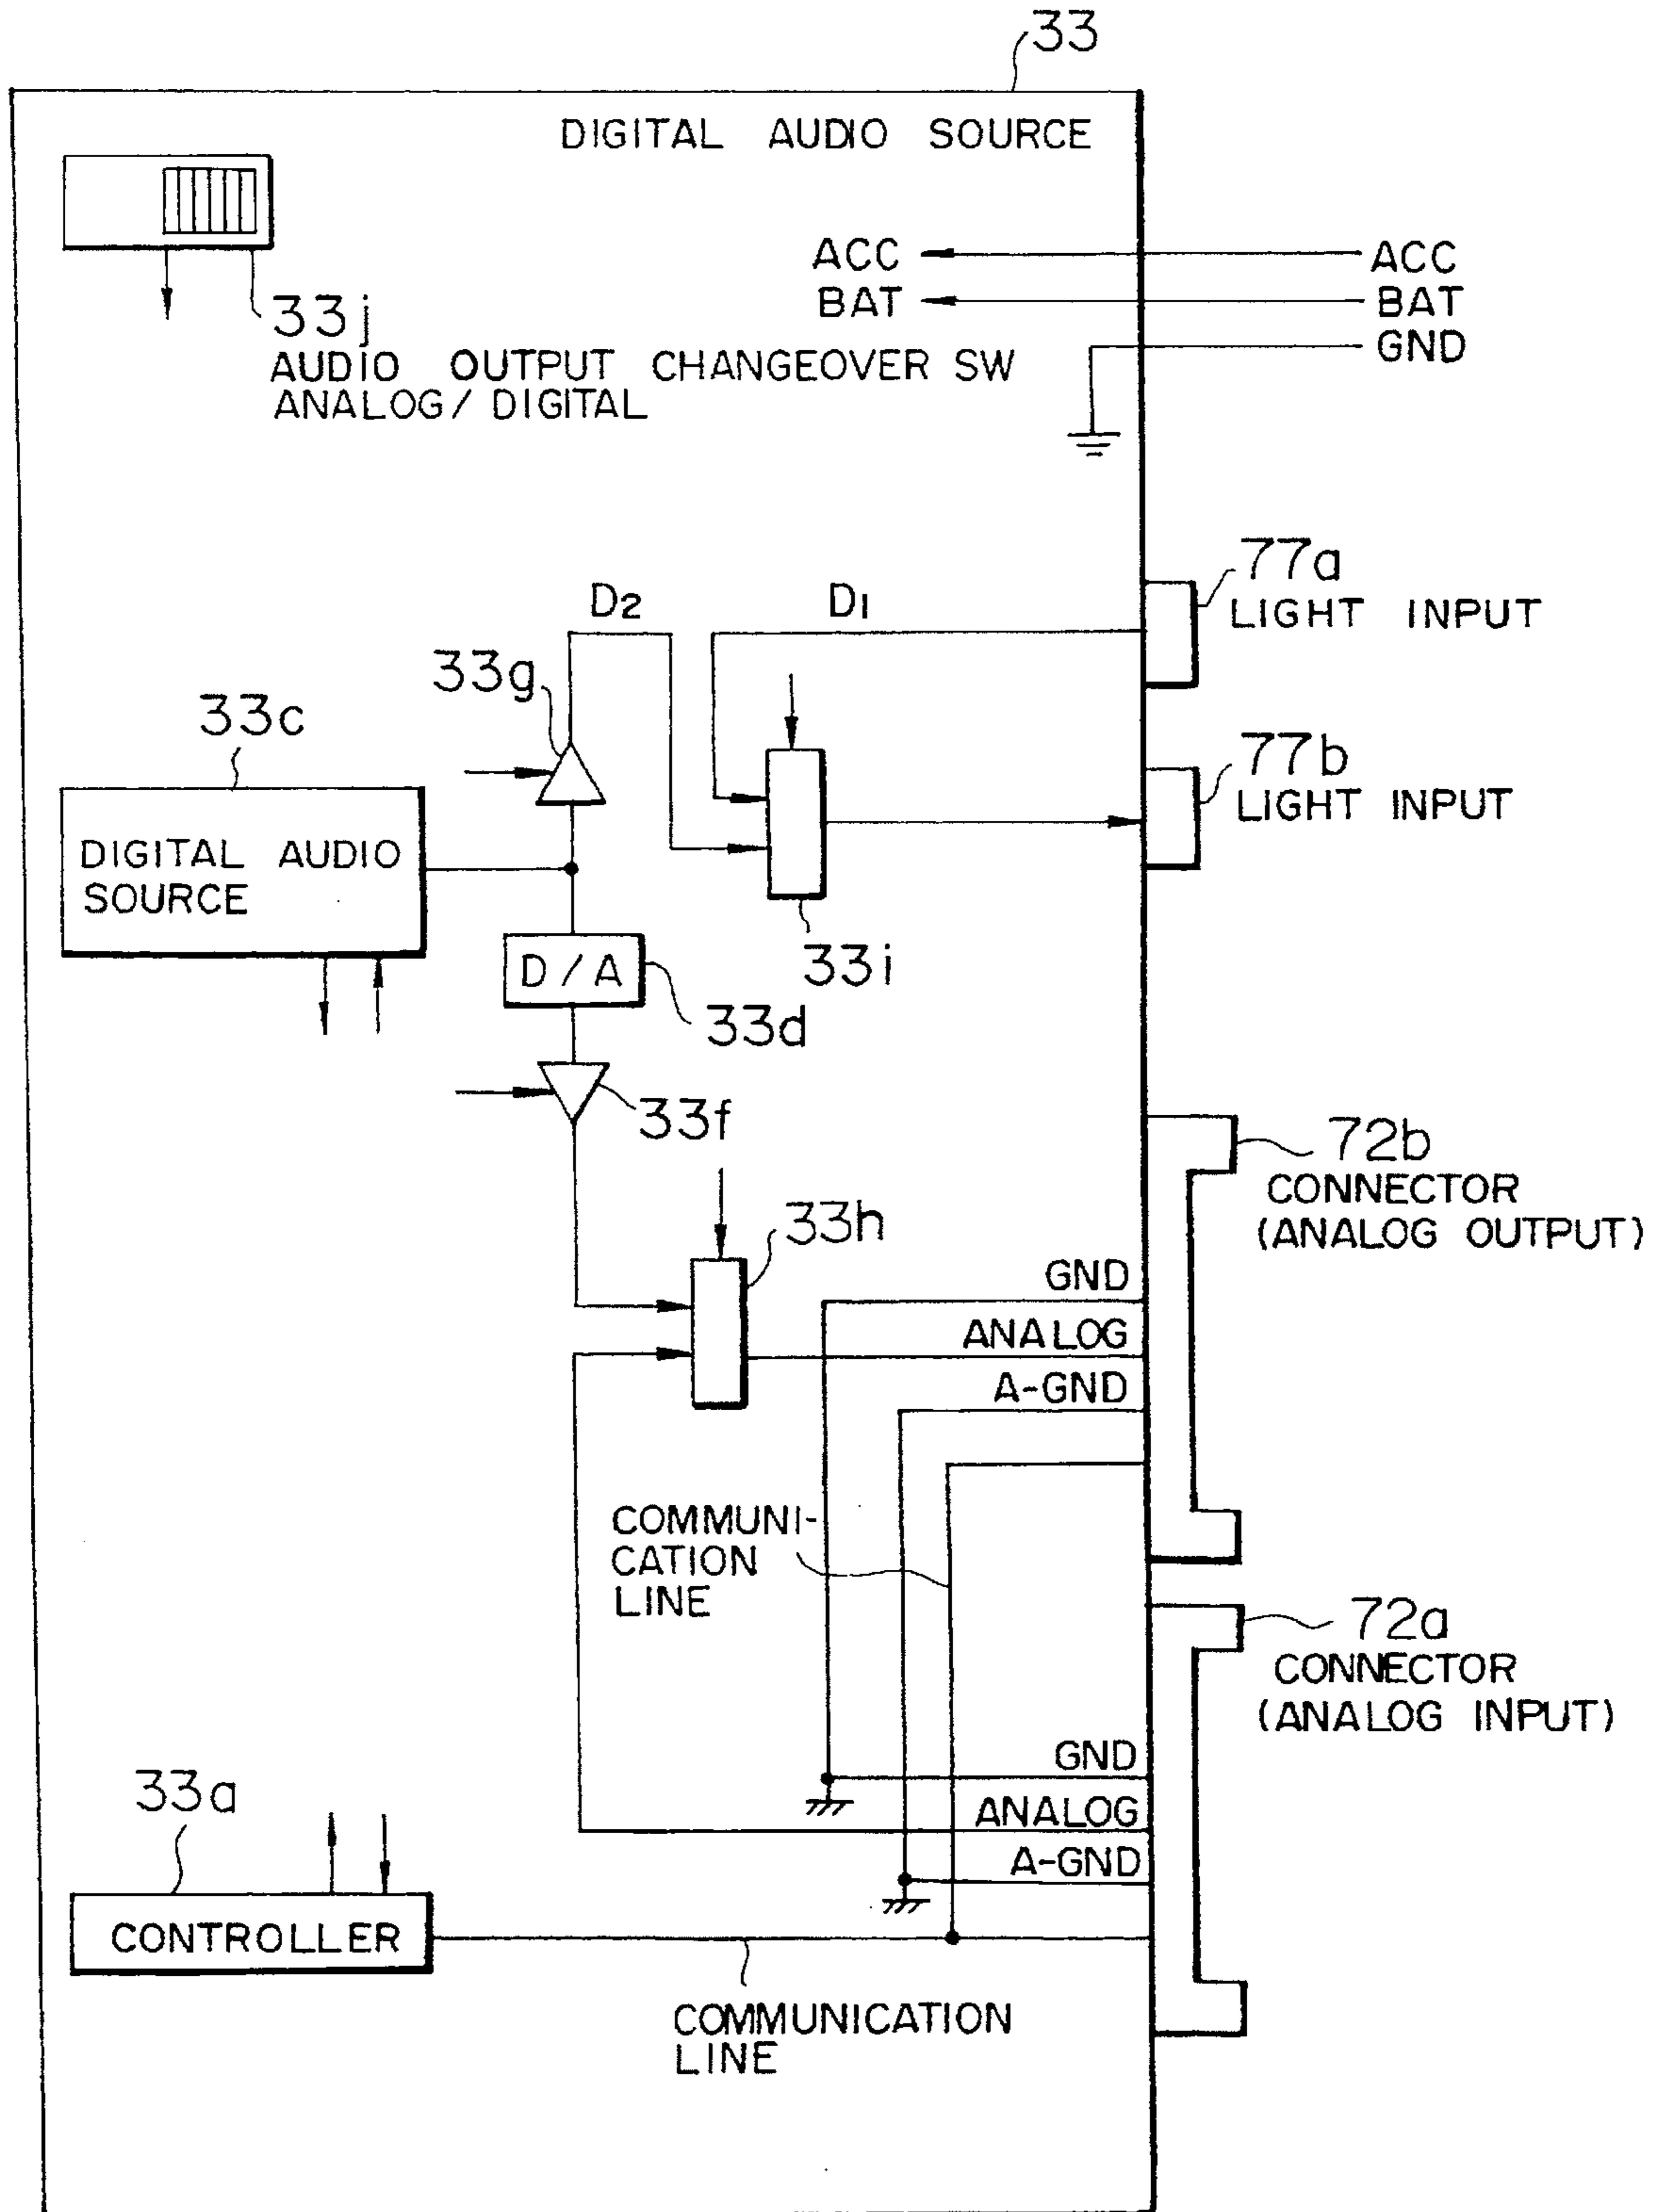 33
DIGITAL AUDIO SOURCE
ACC
ACC
BAT
BAT
GND
33j
AUDIO OUTPUT CHANGEOVER SW
ANALOG/DIGITAL
77a
LIGHT INPUT
D2
D1
33g
33c
77b
LIGHT INPUT
DIGITAL AUDIO
SOURCE
33i
D/A
33d
33f
72b
CONNECTOR
(ANALOG OUTPUT)
33h
GND
ANALOG
A-GND
COMMUNI-
CATION
LINE
72a
CONNECTOR
(ANALOG INPUT)
GND
ANALOG
A-GND
33a
CONTROLLER
COMMUNICATION
LINE